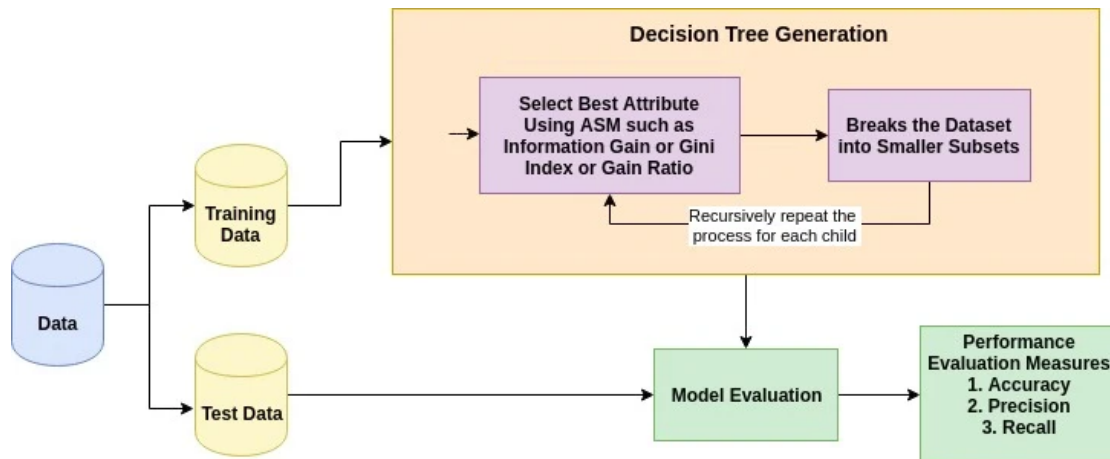 Decision Tree Generation
Select Best Attribute
Using ASM such as
Information Gain or Gini
Index or Gain Ratio
Breaks the Dataset
into Smaller Subsets
Recursively repeat the
process for each child
Training
Data
Data
Test Data
Model Evaluation
Performance
Evaluation Measures
1. Accuracy
2. Precision
3. Recall